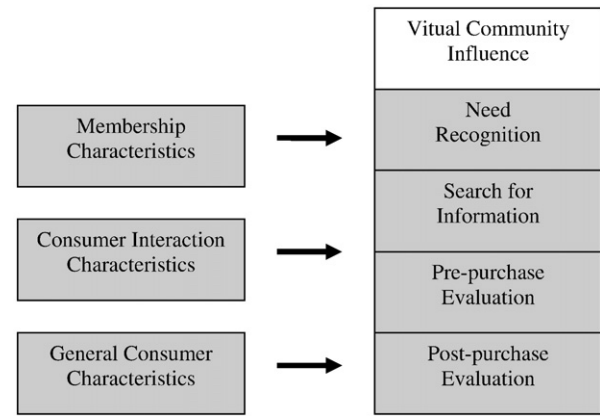 Vitual Community
Influence
Membership
Characteristics
Need
Recognition
Search for
Information
Consumer Interaction
Characteristics
Pre-purchase
Evaluation
General Consumer
Characteristics
Post-purchase
Evaluation